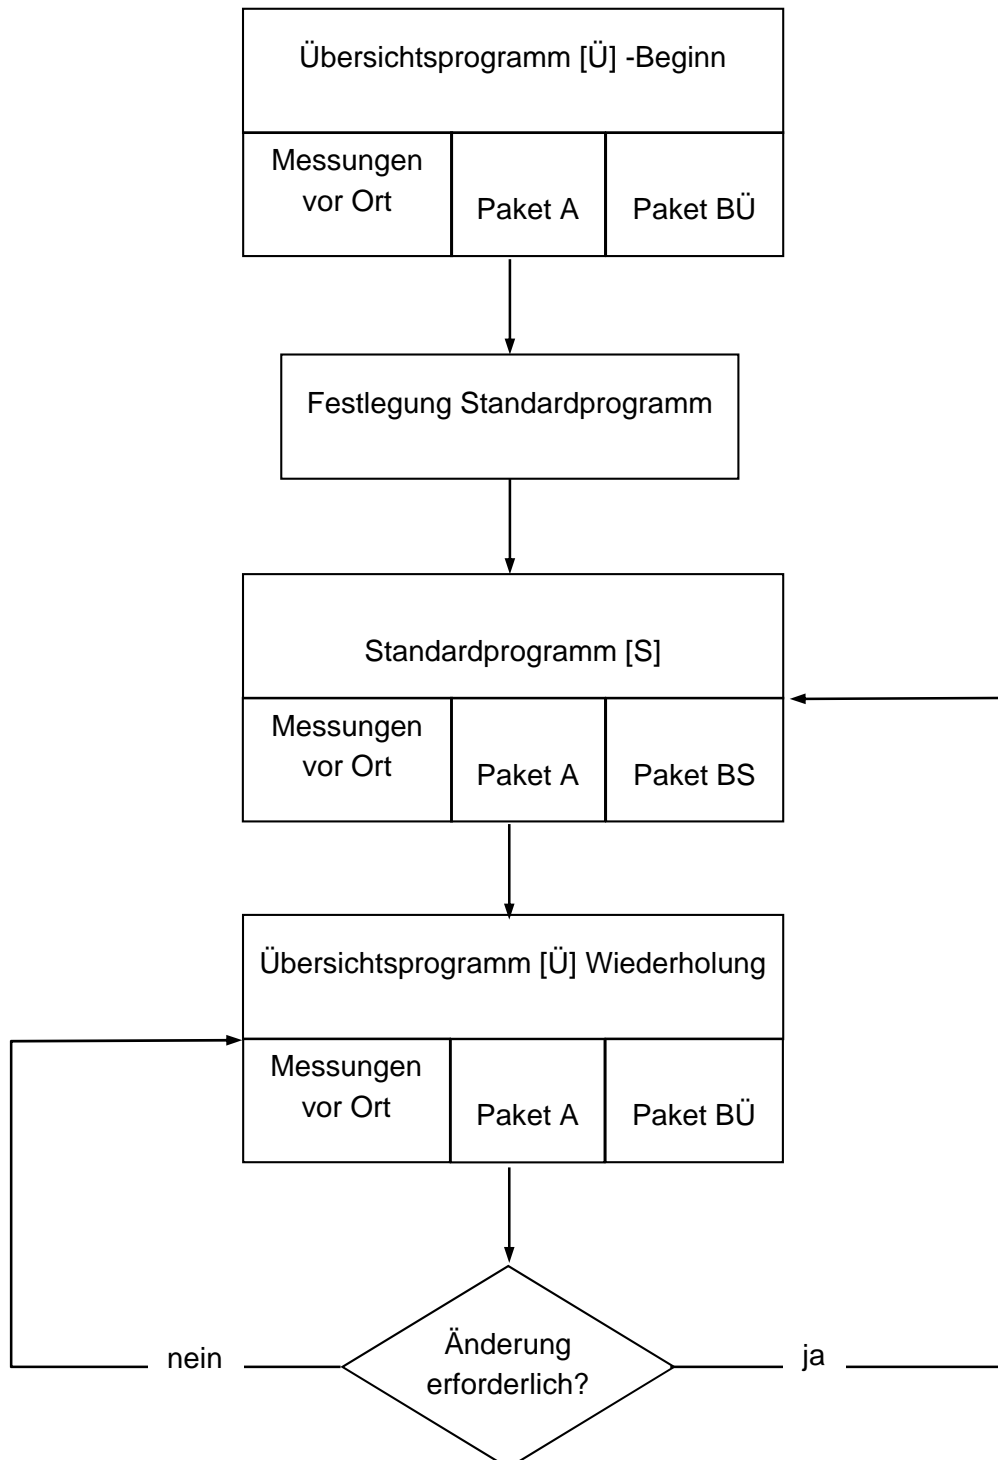 Übersichtsprogramm [Ü] -Beginn
Messungen
vor Ort
Paket A
Paket BÜ
Festlegung Standardprogramm
Standardprogramm [S]
Messungen
vor Ort
Paket A
Paket BS
Übersichtsprogramm [Ü] Wiederholung
Messungen
vor Ort
Paket A
Paket BÜ
Änderung
erforderlich?
nein
ja